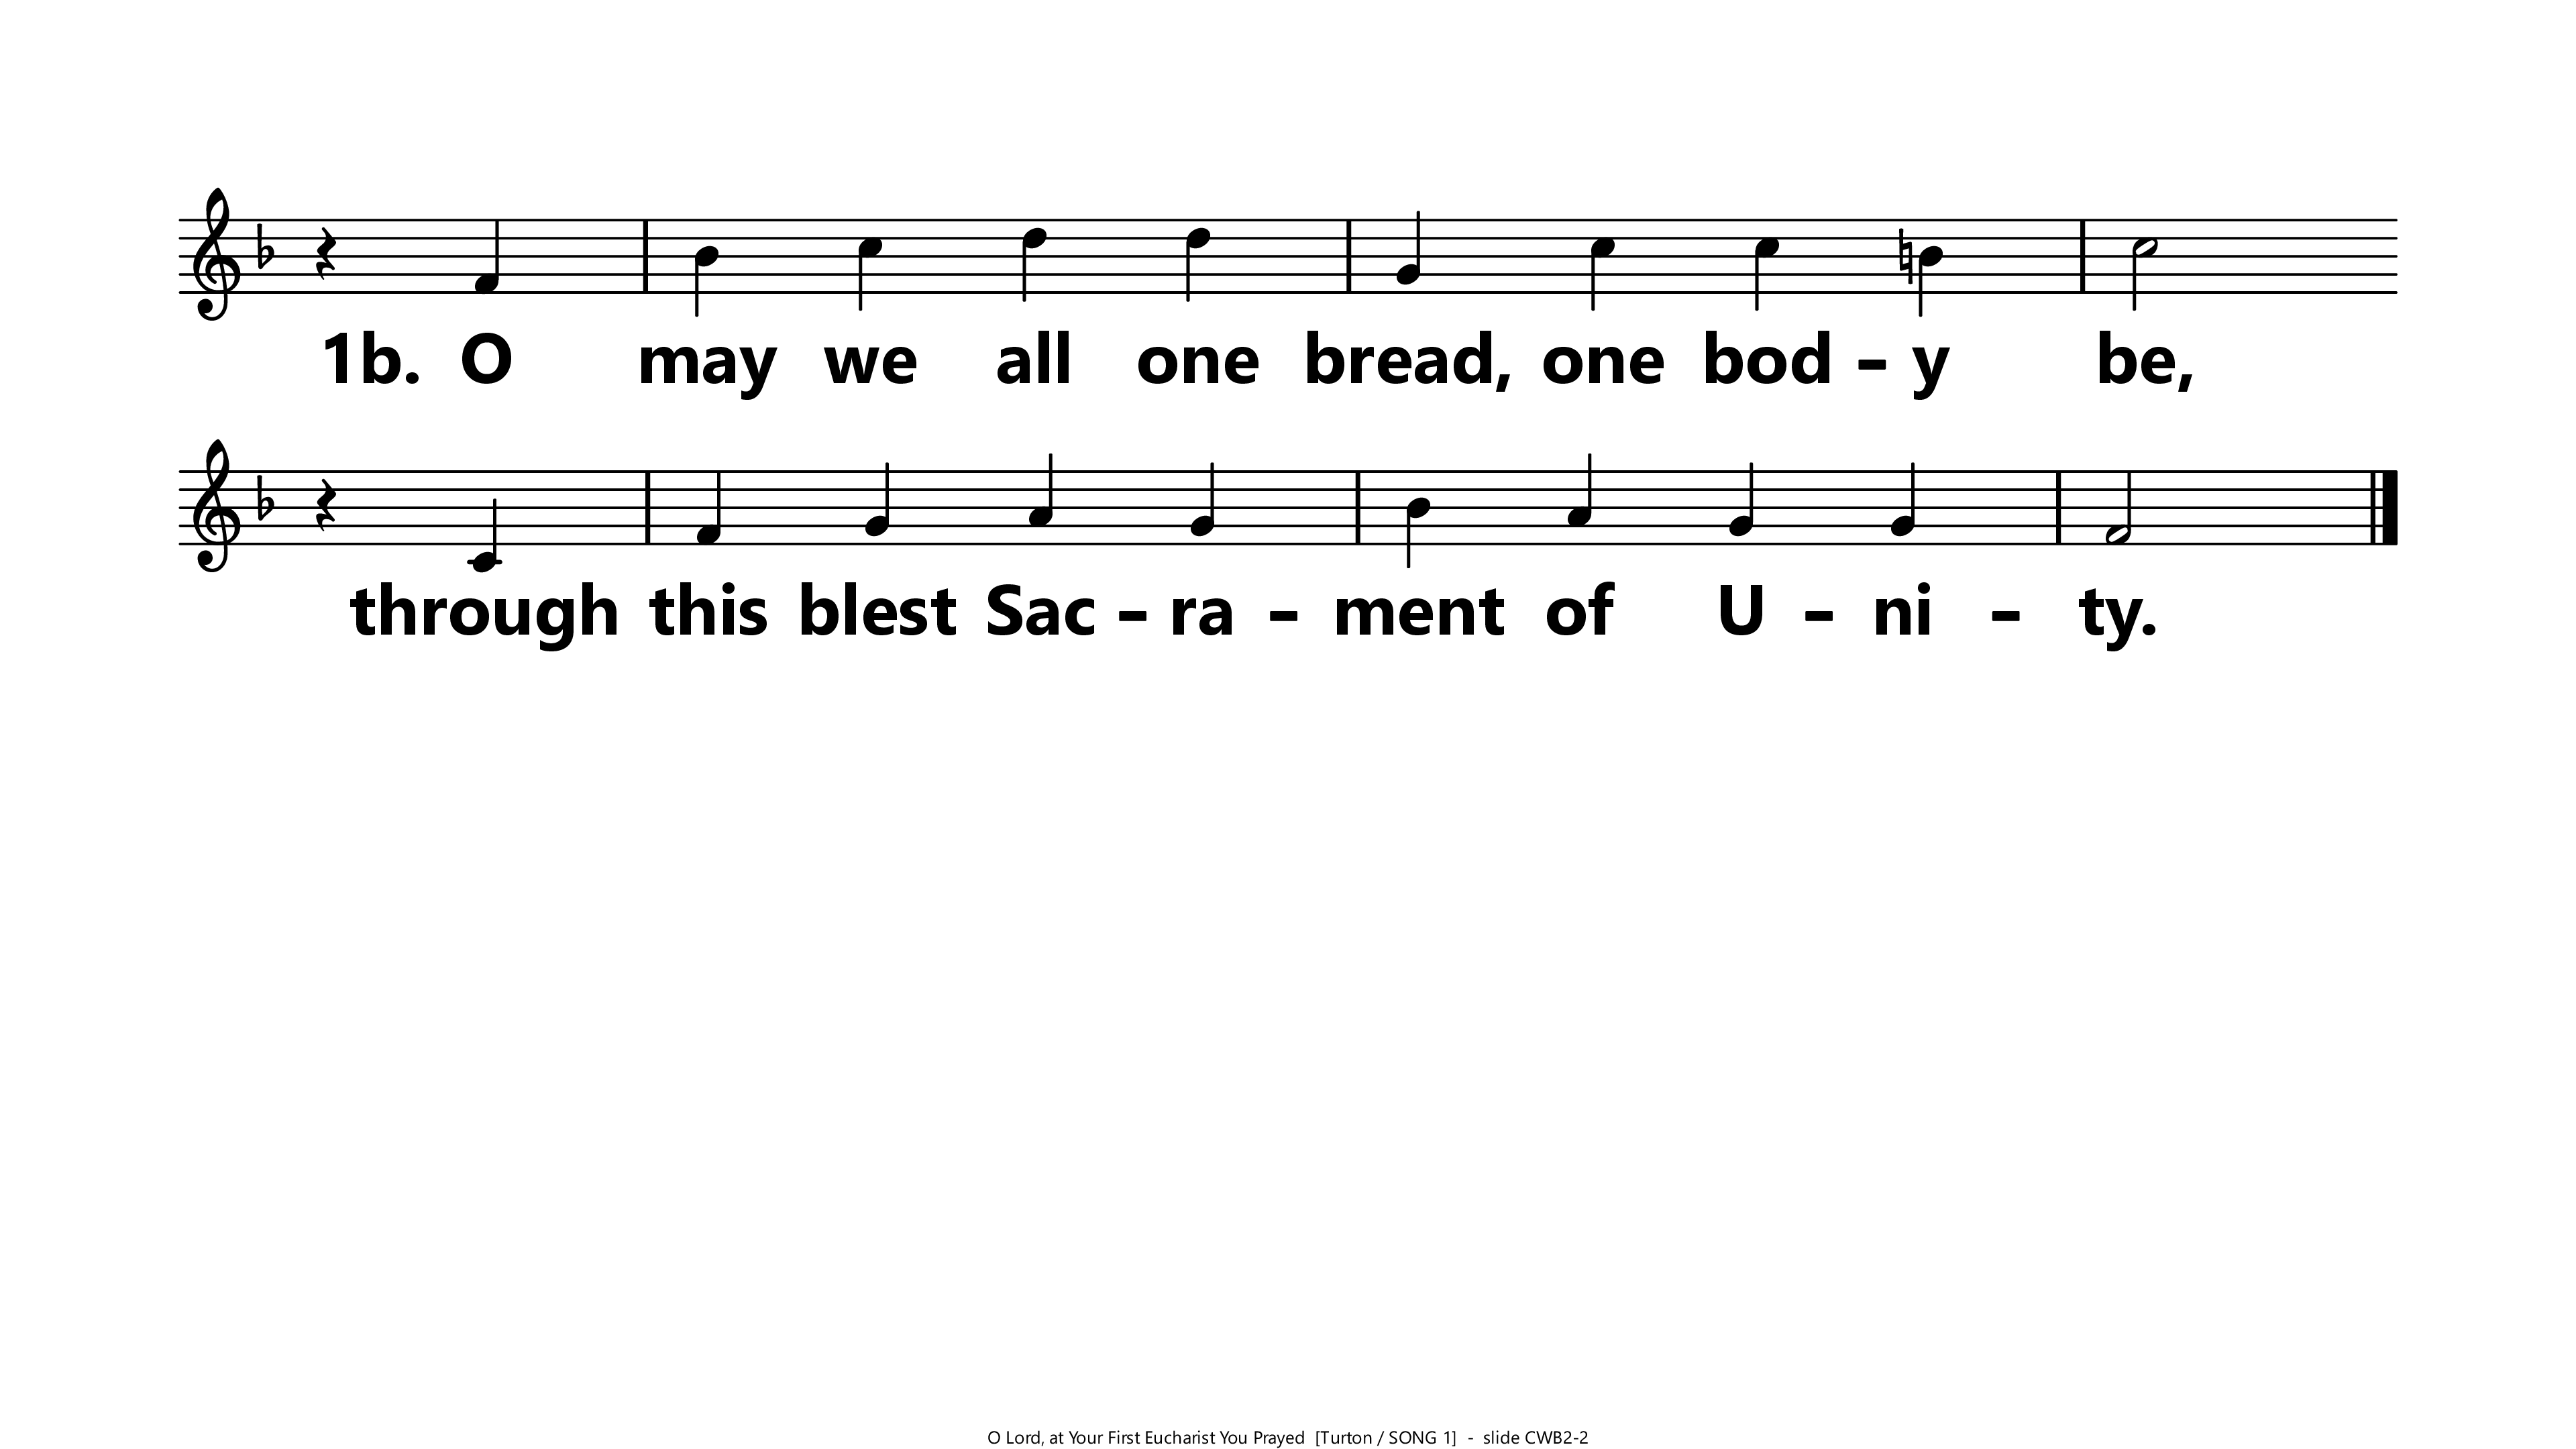 1b. O may we all one bread, one bod - y be,
through this blest Sac - ra - ment of U - ni - ty.
O Lord, at Your First Eucharist You Prayed [Turton / SONG 1] - slide CWB2-2